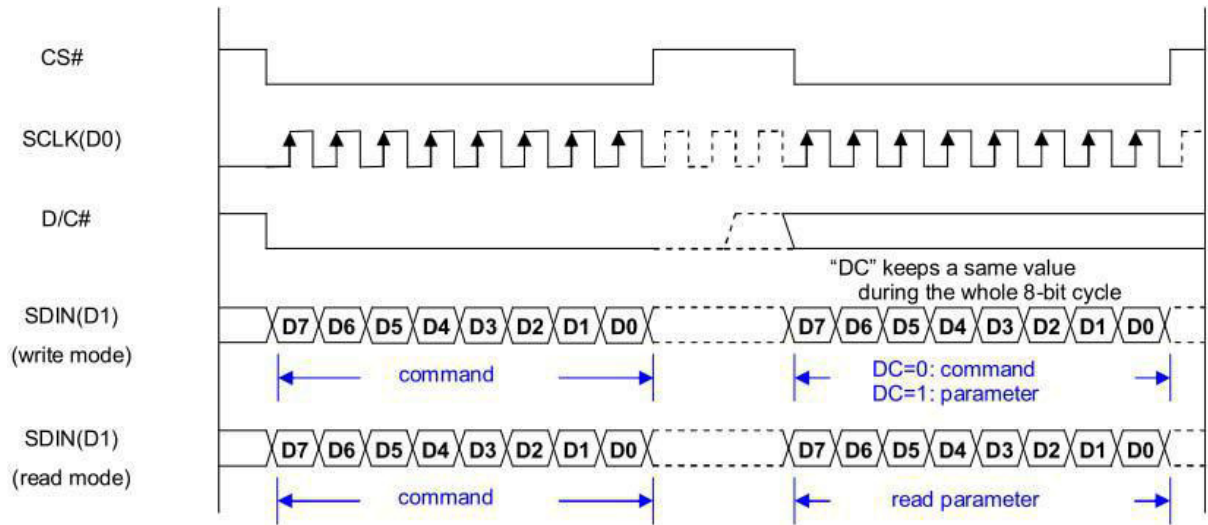 CS#
SCLK(D0)
D/C#
“DC” keeps a same value
during the whole 8-bit cycle
SDIN(D1)
(write mode)
D7 D6 D5 D4 D3 D2 D1 D0 D7 D6 D5 D4 D3 D2 D1 D0
command
DC=0: command
DC=1: parameter
SDIN(D1)
(read mode)
D7 D6 D5 D4 D3 D2 D1 D0 D7 D6 D5 D4 D3 D2 D1 D0
command
read parameter